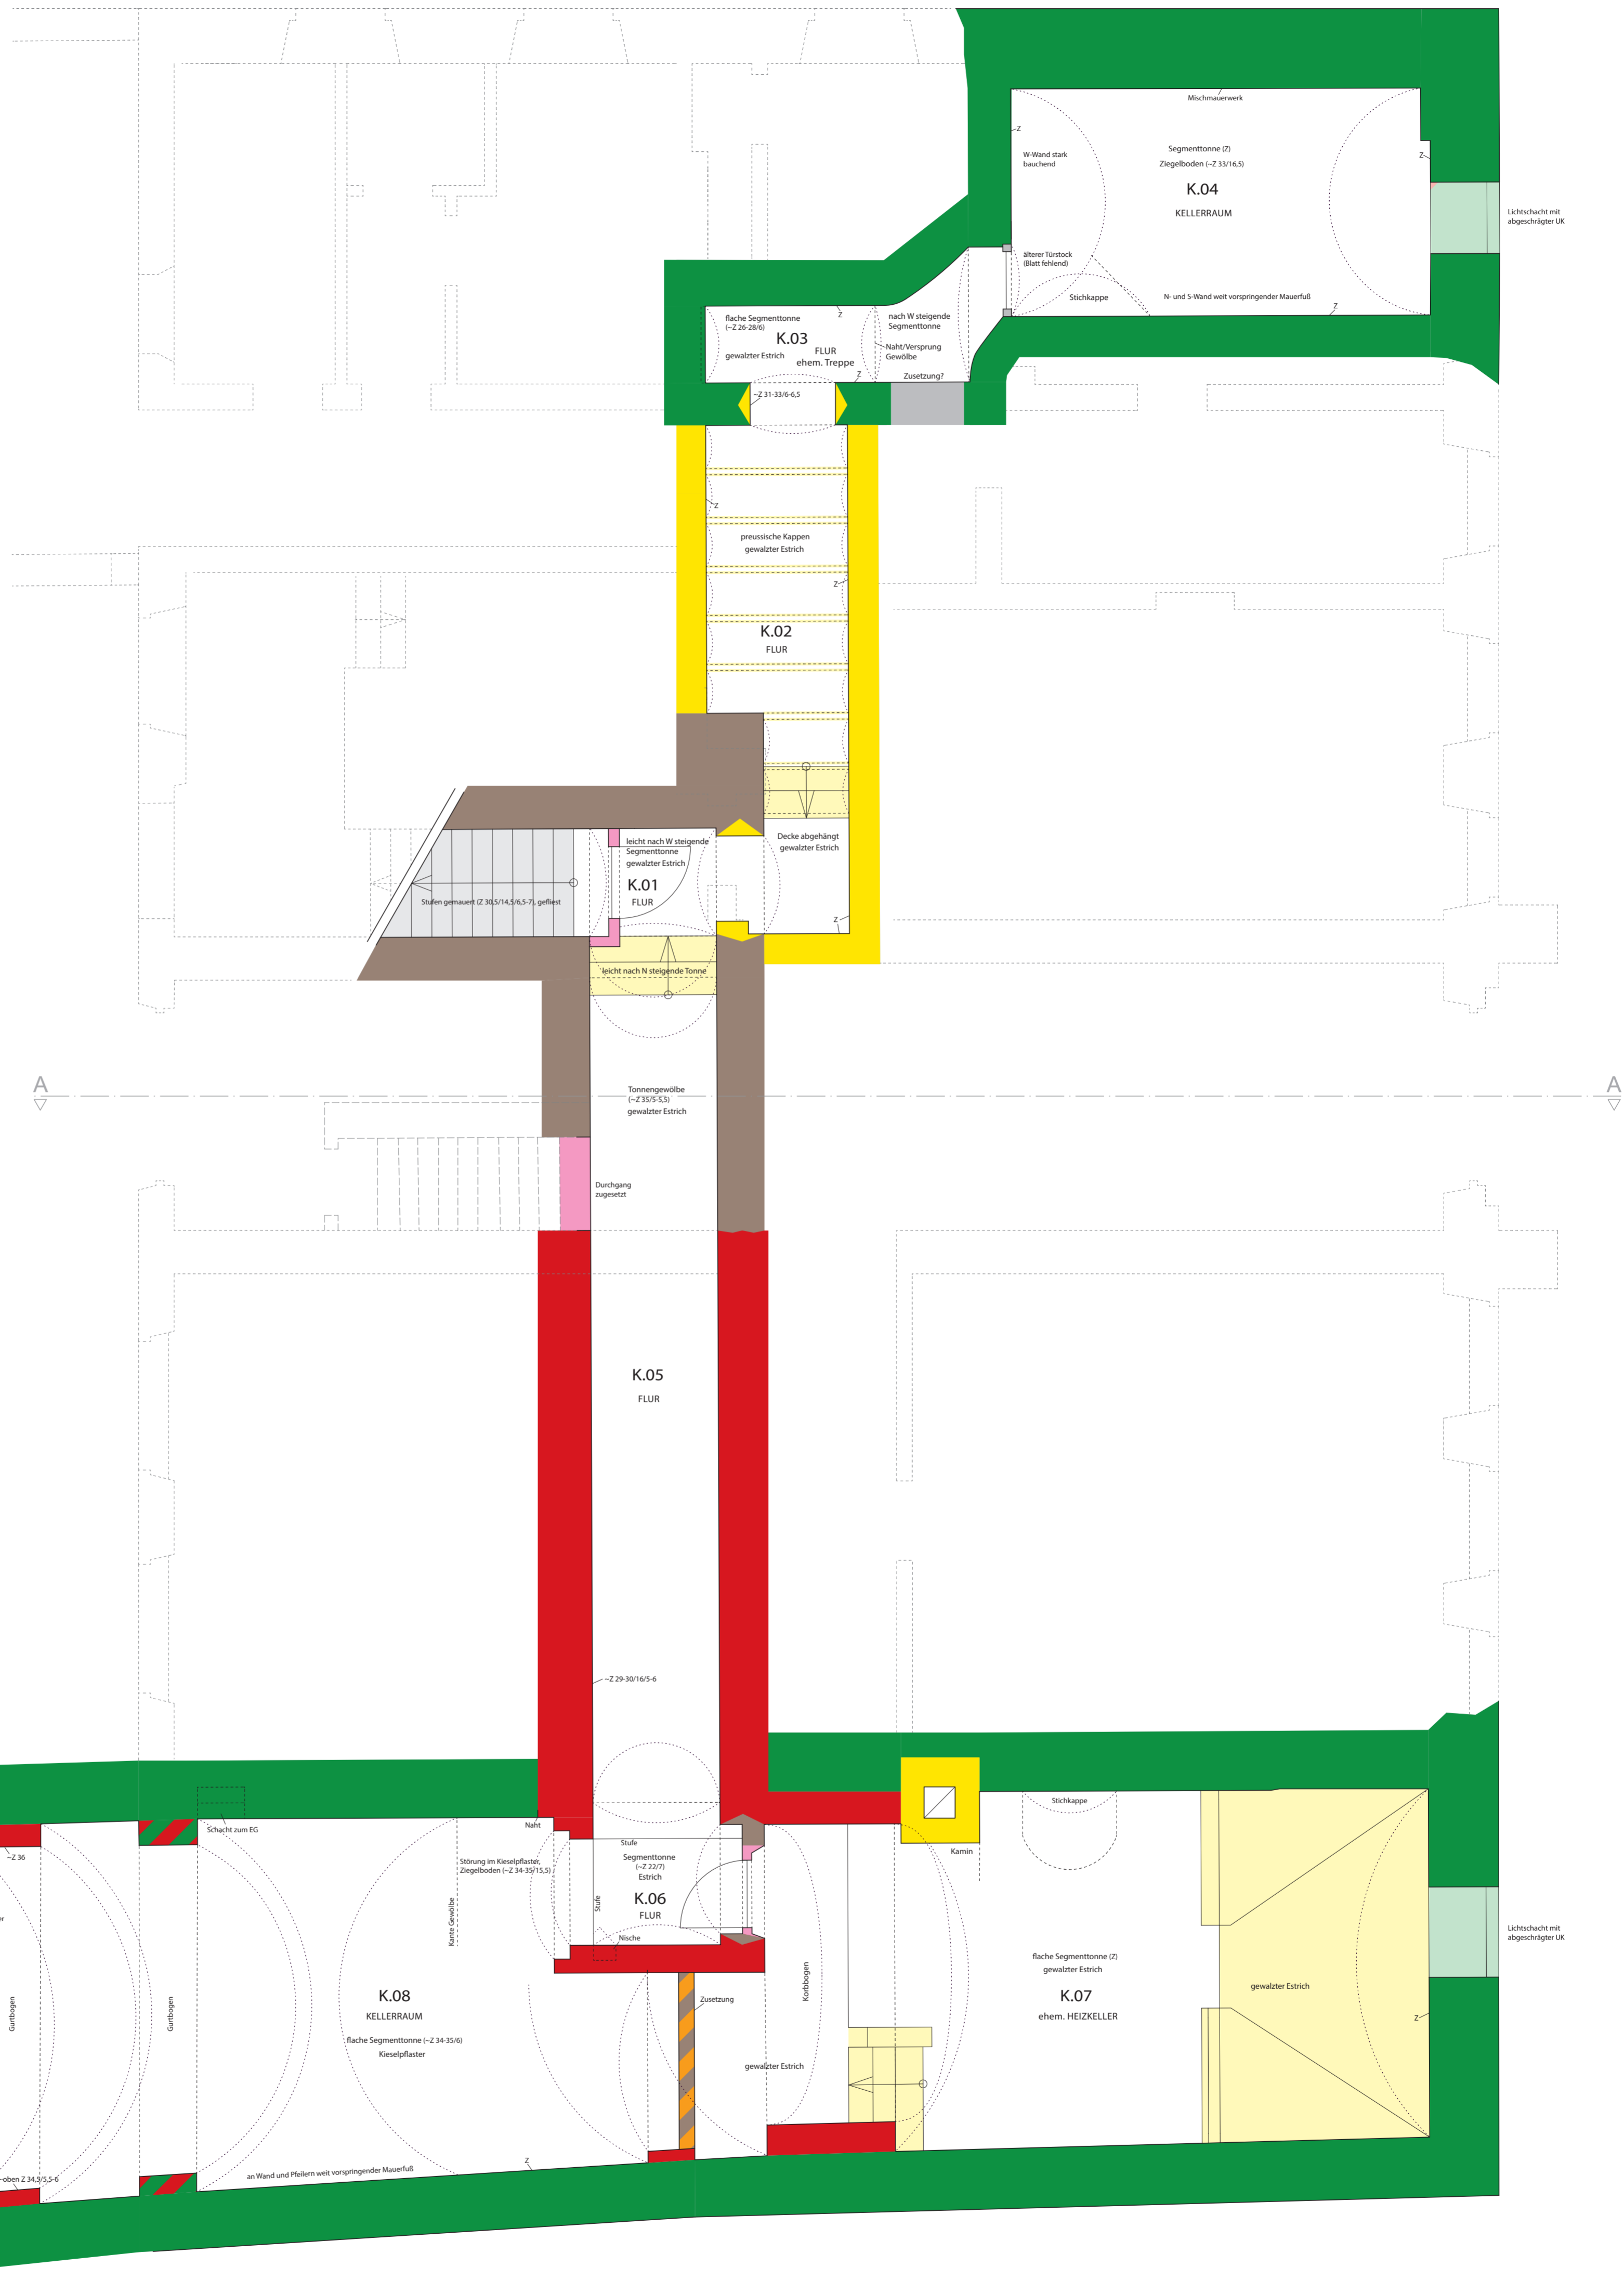 Mischmauerwerk
Z
W-Wand stark
bauchend
Segmenttonne (Z)
Ziegelboden (~Z 33/16,5)
K.04
KELLERRAUM
Z
Lichtschacht mit
abgeschrägter UK
älterer Türstock
(Blatt fehlend)
Stichkappe
N- und S-Wand weit vorspringender Mauerfuß
Z
flache Segmenttonne
(~Z 26-28/6)
Z
K.03
FLUR
ehem. Treppe
gewalzter Estrich
nach W steigende
Segmenttonne
Naht/Versprung
Gewölbe
Z
Zusetzung?
~Z 31-33/6-6,5
Z
preussische Kappen
gewalzter Estrich
Z
K.02
FLUR
Decke abgehängt
gewalzter Estrich
leicht nach W steigende
Segmenttonne
gewalzter Estrich
K.01
FLUR
Stufen gemauert (Z 30,5/14,5/6,5-7), gefliest
Z
leicht nach N steigende Tonne
A
A
Tonnengewölbe
(~Z 35/5-5,5)
gewalzter Estrich
Durchgang
zugesetzt
K.05
FLUR
~Z 29-30/16/5-6
Stichkappe
Schacht zum EG
Naht
~Z 36
Stufe
Kamin
Störung im Kieselpflaster,
Ziegelboden (~Z 34-35/15,5)
Segmenttonne
(~Z 22/7)
Estrich
K.06
FLUR
Stufe
Nische
Kante Gewölbe
er
Lichtschacht mit
abgeschrägter UK
flache Segmenttonne (Z)
gewalzter Estrich
K.07
ehem. HEIZKELLER
gewalzter Estrich
Korbbogen
K.08
KELLERRAUM
flache Segmenttonne (~Z 34-35/6)
Kieselpflaster
Zusetzung
Gurtbogen
Gurtbogen
Z
gewalzter Estrich
Z
an Wand und Pfeilern weit vorspringender Mauerfuß
~oben Z 34,5/5,5-6